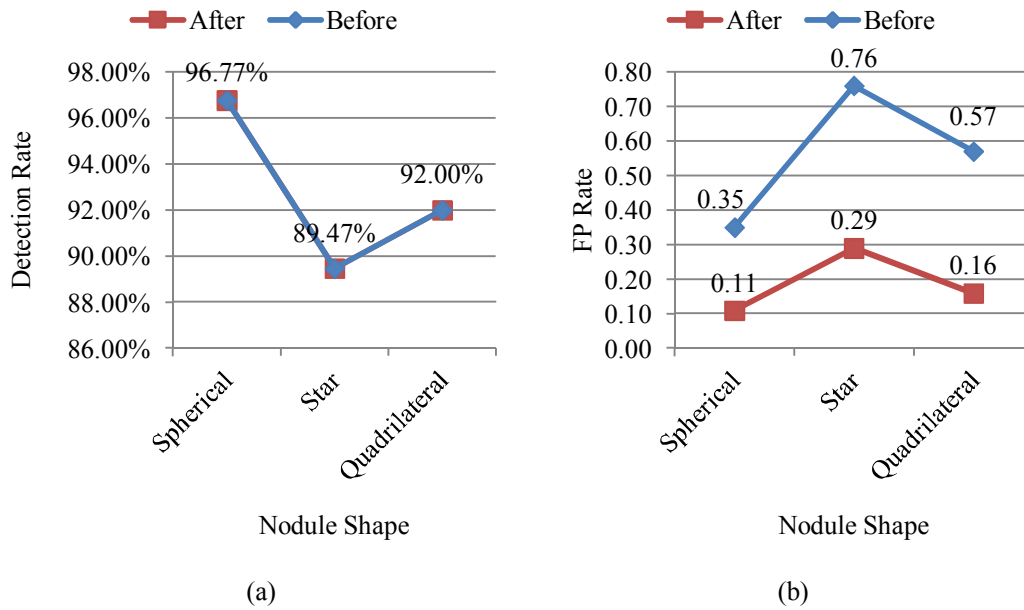 After Before
98.00%
96.00%
94.00%
92.00%
90.00%
88.00%
86.00%
96.77%
89.47%
92.00%
Detection Rate
Spherical
Star
Quadrilateral
Nodule Shape
(a)
After Before
0.80
0.70
0.60
0.50
0.40
0.30
0.20
0.10
0.00
0.35
0.76
0.57
0.11
0.29
0.16
FP Rate
Spherical
Star
Quadrilateral
Nodule Shape
(b)